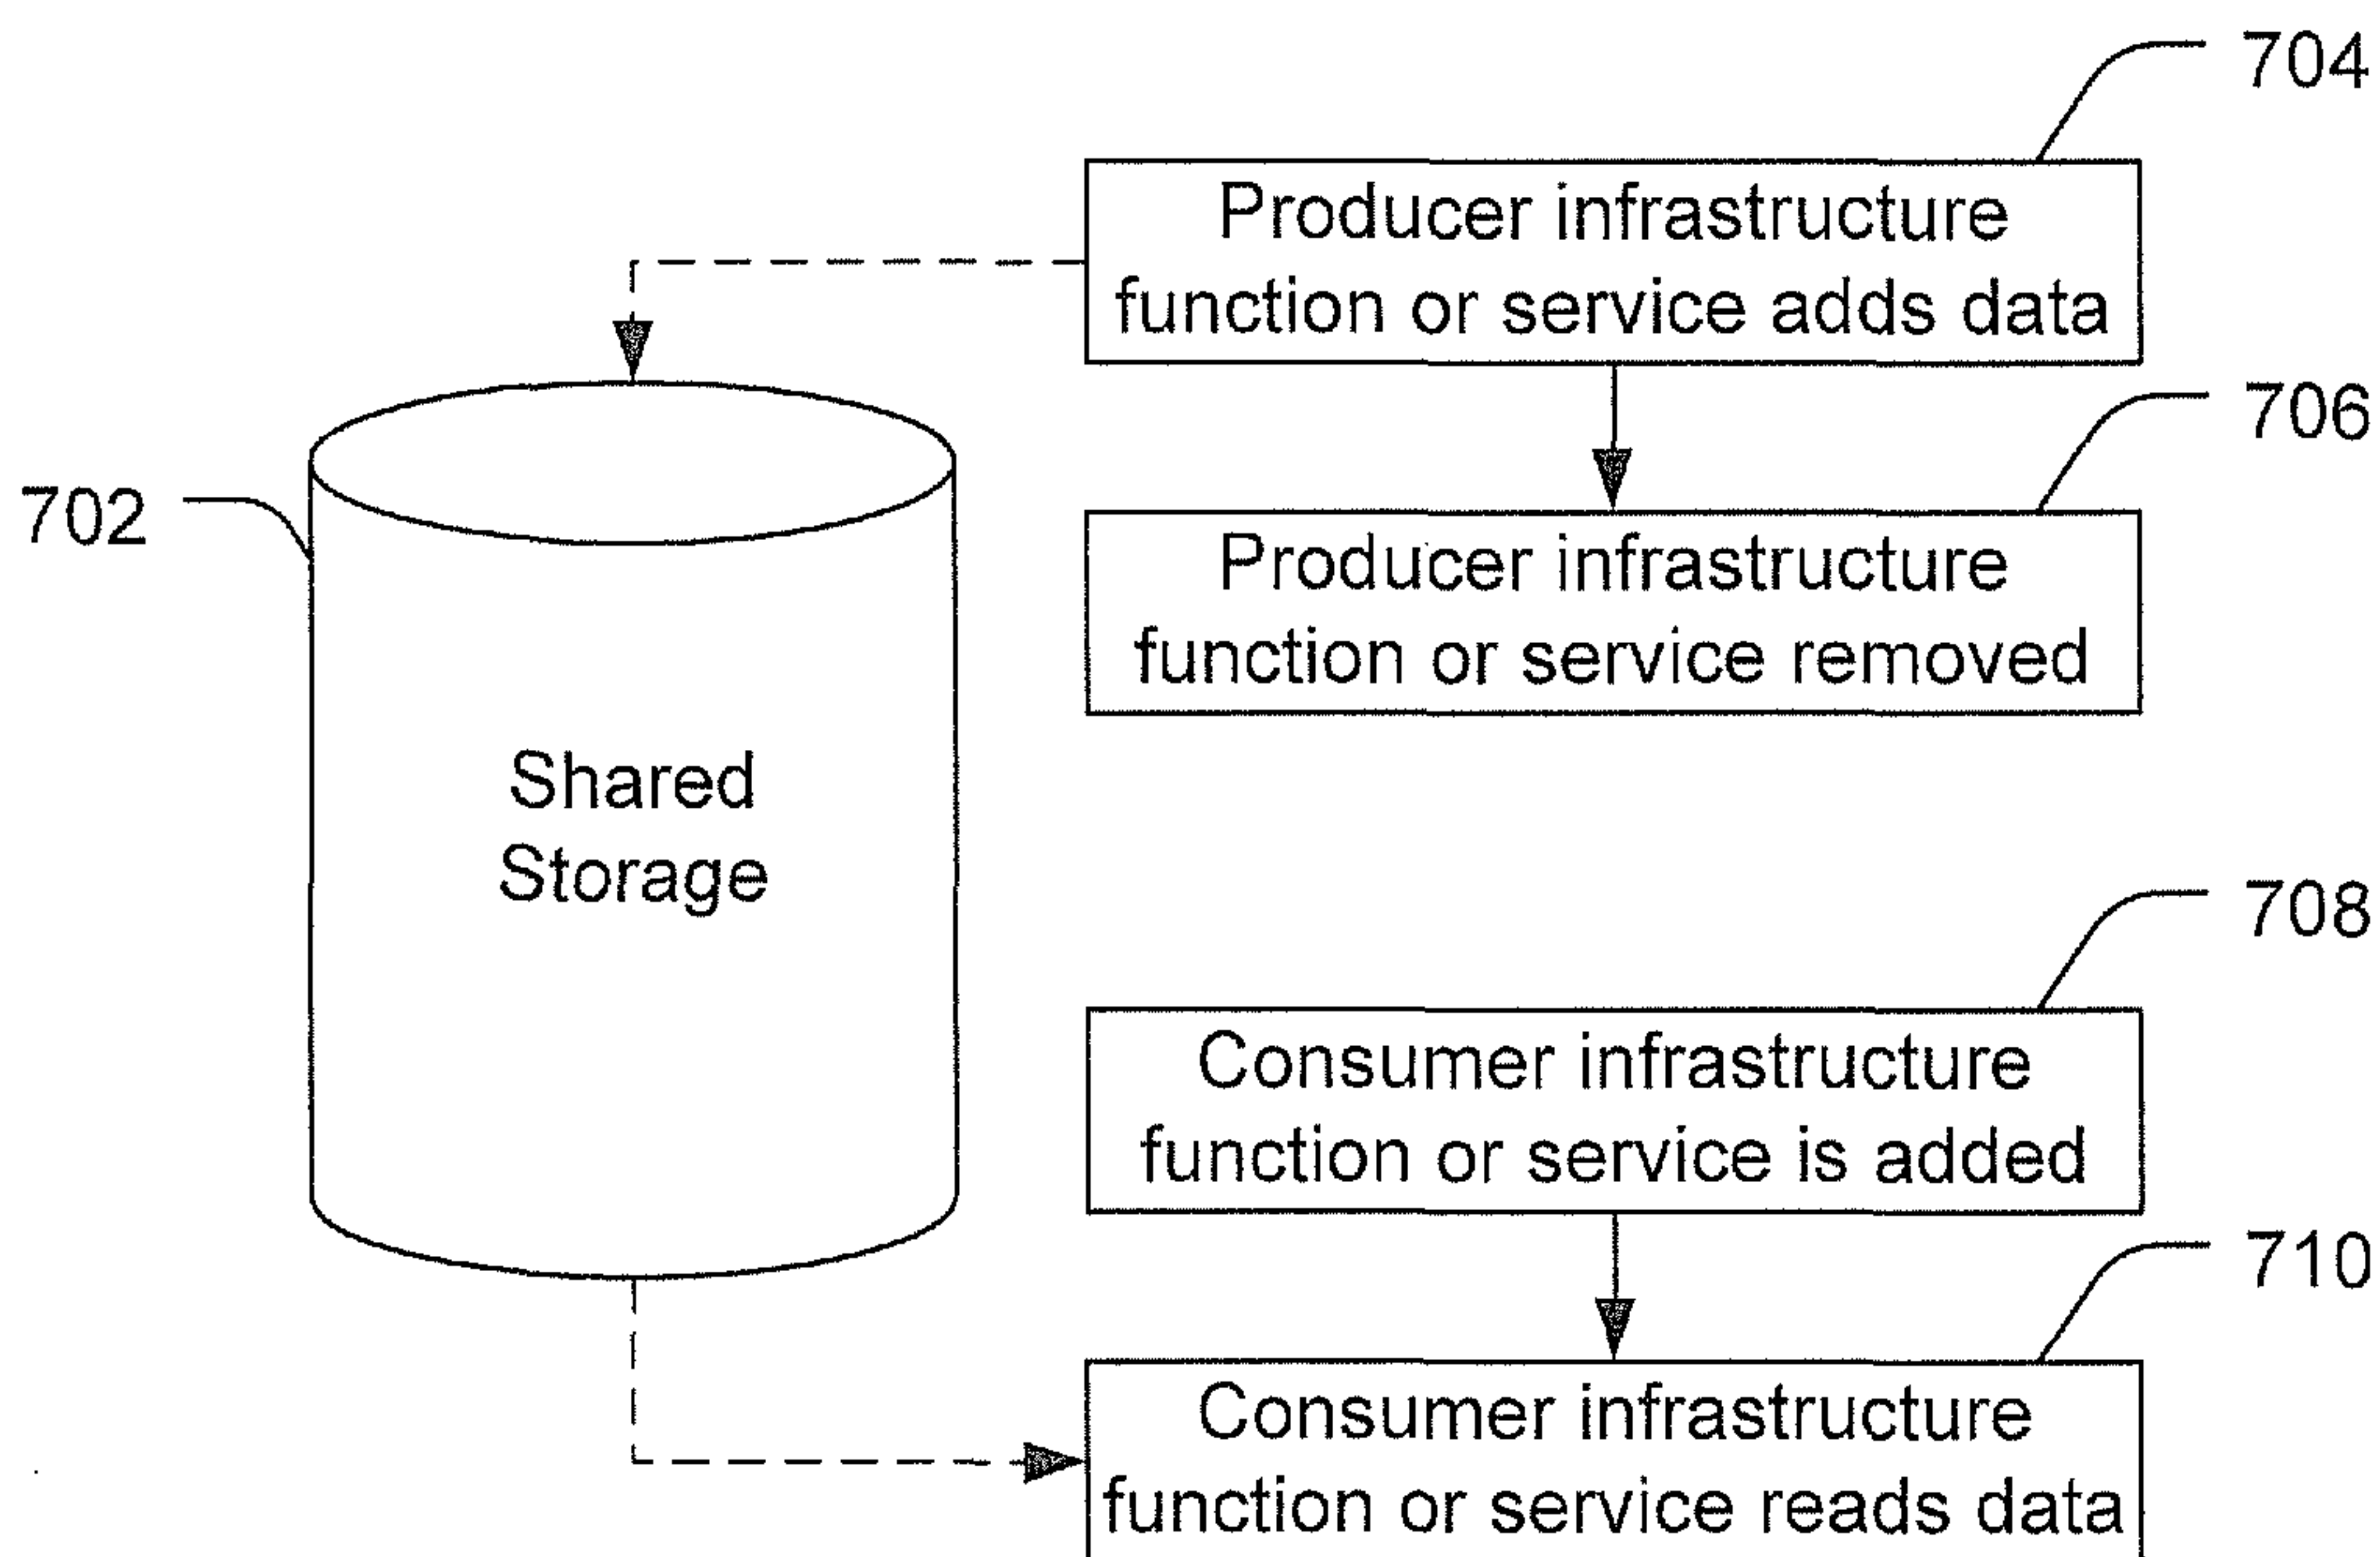 704
Producer infrastructure
function or service adds data
706
702
Producer infrastructure
function or service removed
Shared
Storage
708
Consumer infrastructure
function or service is added
710
Consumer infrastructure
function or service reads data